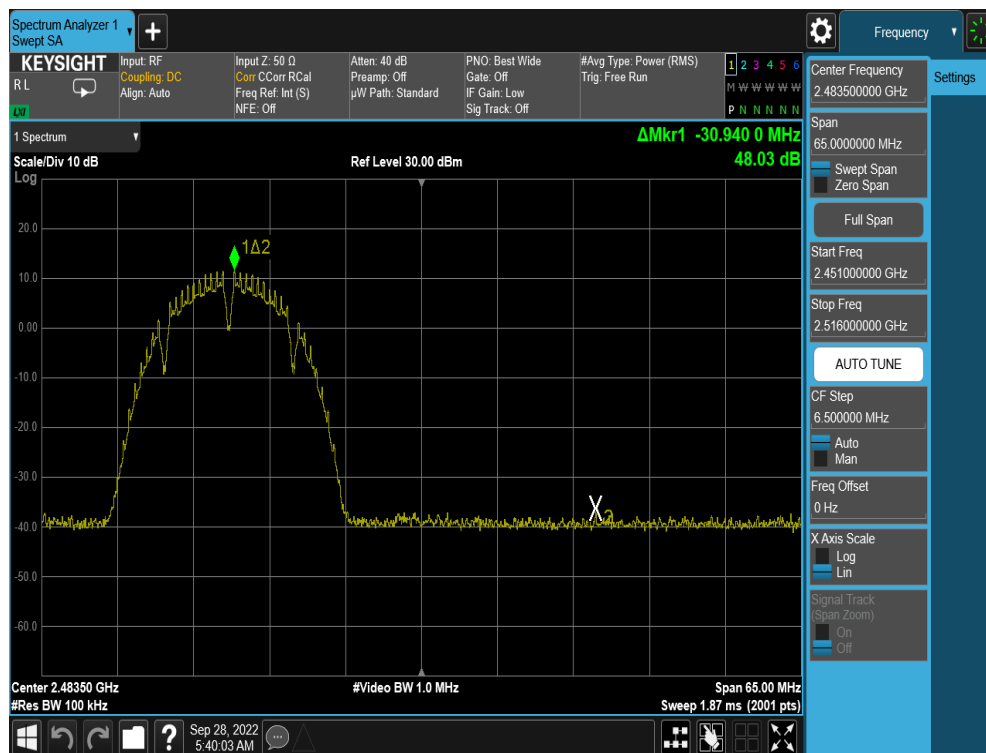 Spectrum Analyzer 1
Swept SA
Frequency
KEYSIGHT
R L
LXI
Input: RF
Coupling: DC
Align: Auto
Input Z: 50 Ω
Corr CCorr RCal
Freq Ref: Int (S)
NFE: Off
Atten: 40 dB
Preamp: Off
µW Path: Standard
PNO: Best Wide
Gate: Off
IF Gain: Low
Sig Track: Off
#Avg Type: Power (RMS)
Trig: Free Run
1 2 3 4 5 6
M W W W W W
P N N N N N
1 Spectrum
Scale/Div 10 dB
Log
Ref Level 30.00 dBm
ΔMkr1 -30.940 0 MHz
48.03 dB
1Δ2
2
20.0
10.0
0.00
-10.0
-20.0
-30.0
-40.0
-50.0
-60.0
Center 2.48350 GHz
#Res BW 100 kHz
#Video BW 1.0 MHz
Span 65.00 MHz
Sweep 1.87 ms (2001 pts)
Sep 28, 2022
5:40:03 AM
Center Frequency
2.483500000 GHz
Settings
Span
65.0000000 MHz
Swept Span
Zero Span
Full Span
Start Freq
2.451000000 GHz
Stop Freq
2.516000000 GHz
AUTO TUNE
CF Step
6.500000 MHz
Auto
Man
Freq Offset
0 Hz
X Axis Scale
Log
Lin
Signal Track
(Span Zoom)
On
Off